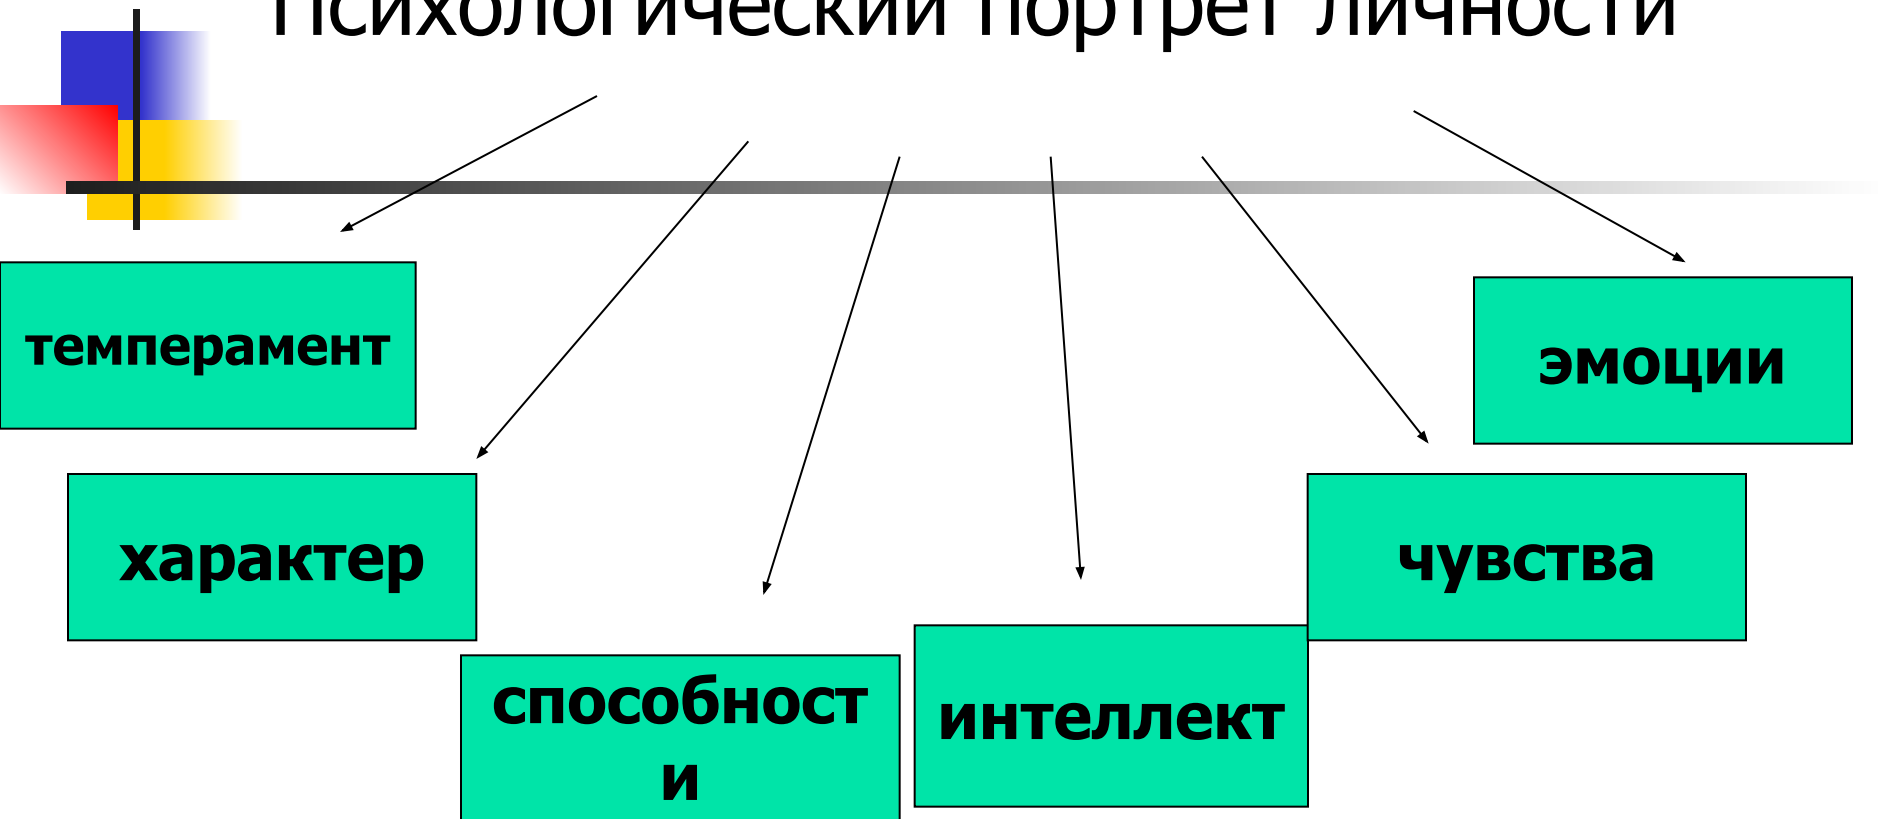 Психологический портрет личности
темперамент
эмоции
характер
чувства
способност
и
интеллект